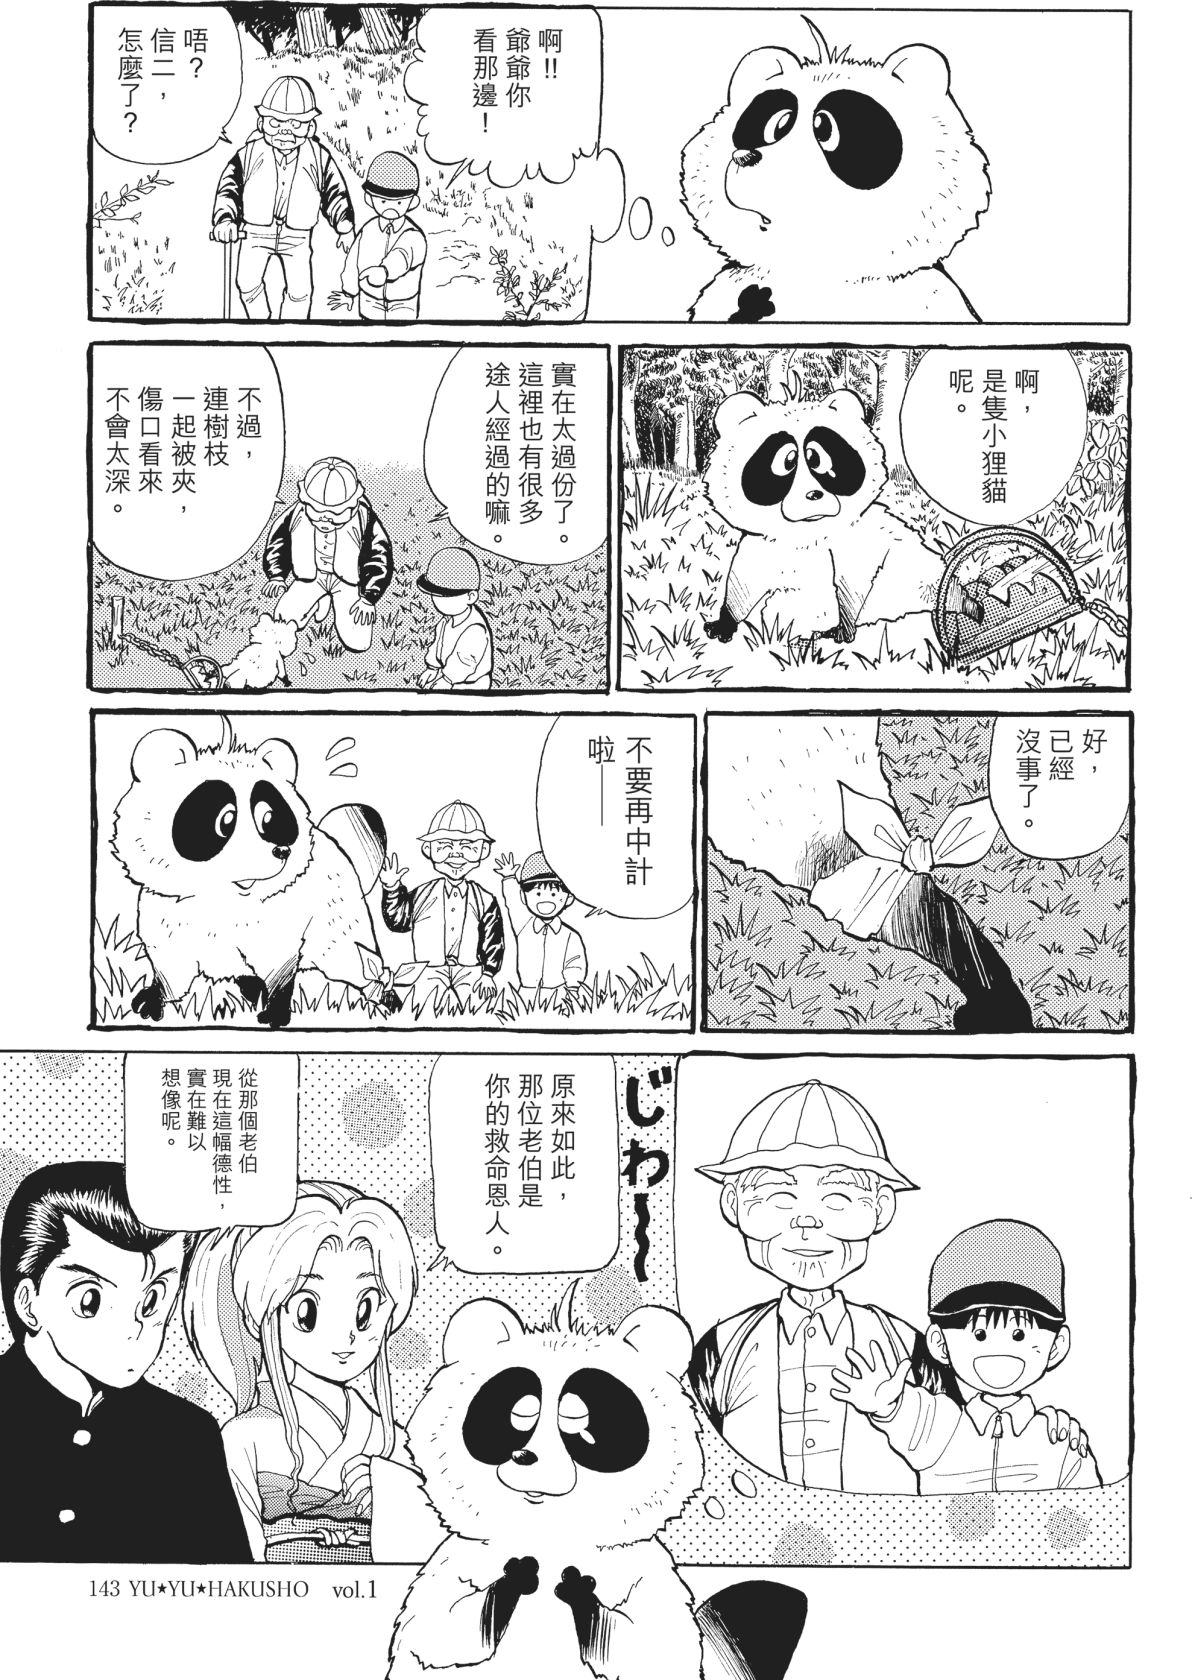 啊!!
爺爺你
看那邊！
唔？
信二，
怎麼了？
啊，
是隻小狸貓
呢。
實在太過份了。
這裡也有很多
途人經過的嘛。
不過，
連樹枝
一起被夾，
傷口看來
不會太深。
好，
已經
沒事了。
不要再中計
啦——
じわ～
原來如此，
那位老伯是
你的救命恩人。
從那個老伯
現在這幅德性，
實在難以
想像呢。
143 YU★YU★HAKUSHO vol.1